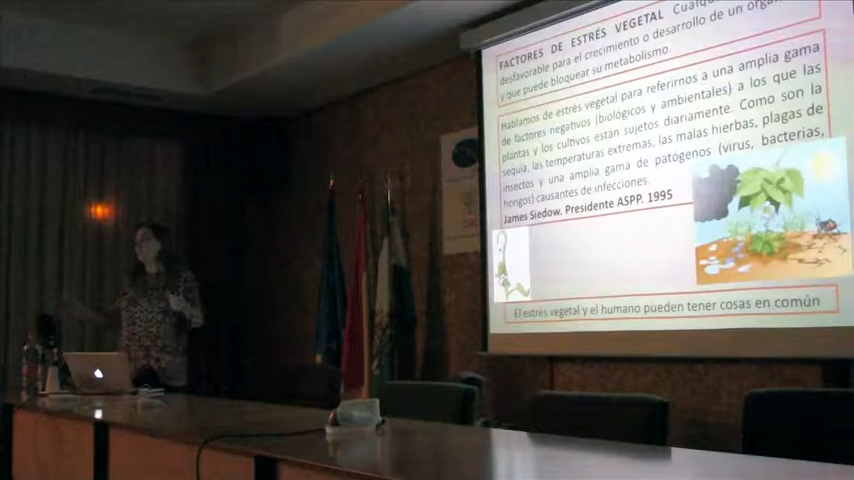 FACTORES DE ESTRÉS VEGETAL Cualquier
desfavorable para el crecimiento o desarrollo de un
y que puede bloquear su metabolismo.
Hablamos de estrés vegetal para referirnos a una amplia gama
de factores negativos (biológicos y ambientales) a los que las
plantas y los cultivos están sujetos diariamente. Como son la
sequía, las temperaturas extremas, las malas hierbas, plagas de
insectos y una amplia gama de patógenos (virus, bacterias,
hongos) causantes de infecciones.
James Siedow. Presidente ASPP. 1995
El estrés vegetal y el humano pueden tener cosas en común